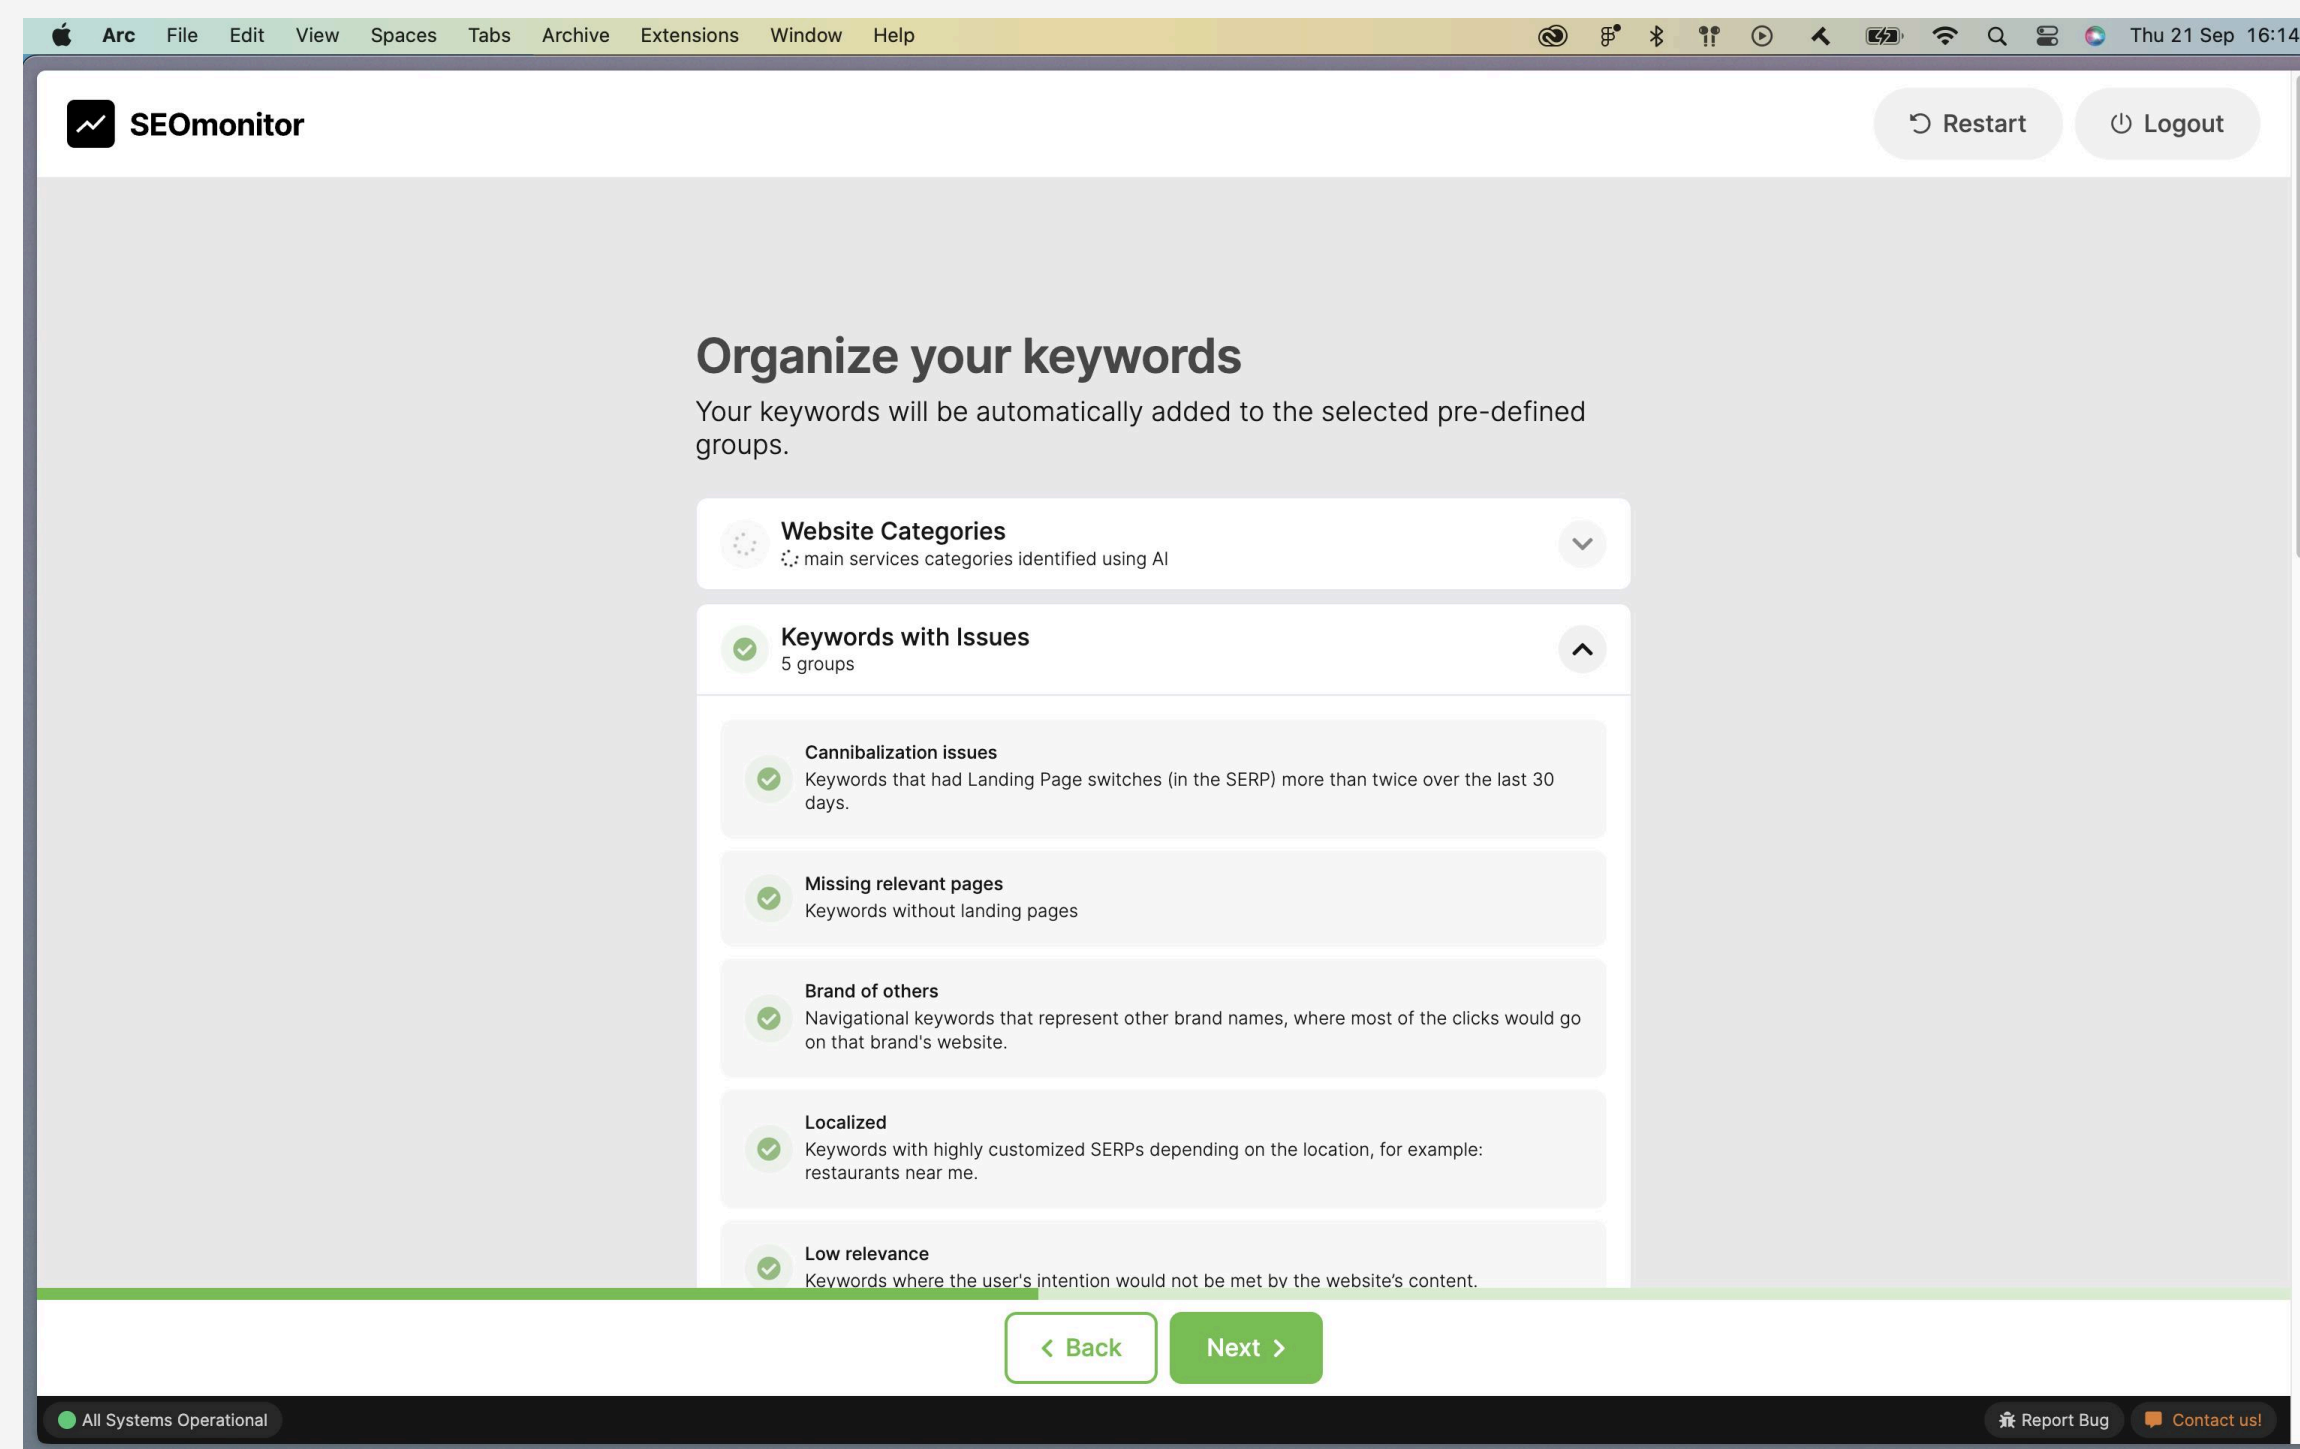 Arc File Edit View Spaces Tabs Archive Extensions Window Help Thu 21 Sep 16:14
SEOmonitor
Restart
Logout
Organize your keywords
Your keywords will be automatically added to the selected pre-defined
groups.
Website Categories
main services categories identified using AI
Keywords with Issues
5 groups
Cannibalization issues
Keywords that had Landing Page switches (in the SERP) more than twice over the last 30
days.
Missing relevant pages
Keywords without landing pages
Brand of others
Navigational keywords that represent other brand names, where most of the clicks would go
on that brand's website.
Localized
Keywords with highly customized SERPs depending on the location, for example:
restaurants near me.
Low relevance
Keywords where the user's intention would not be met by the website’s content.
Back
Next
All Systems Operational
Report Bug
Contact us!